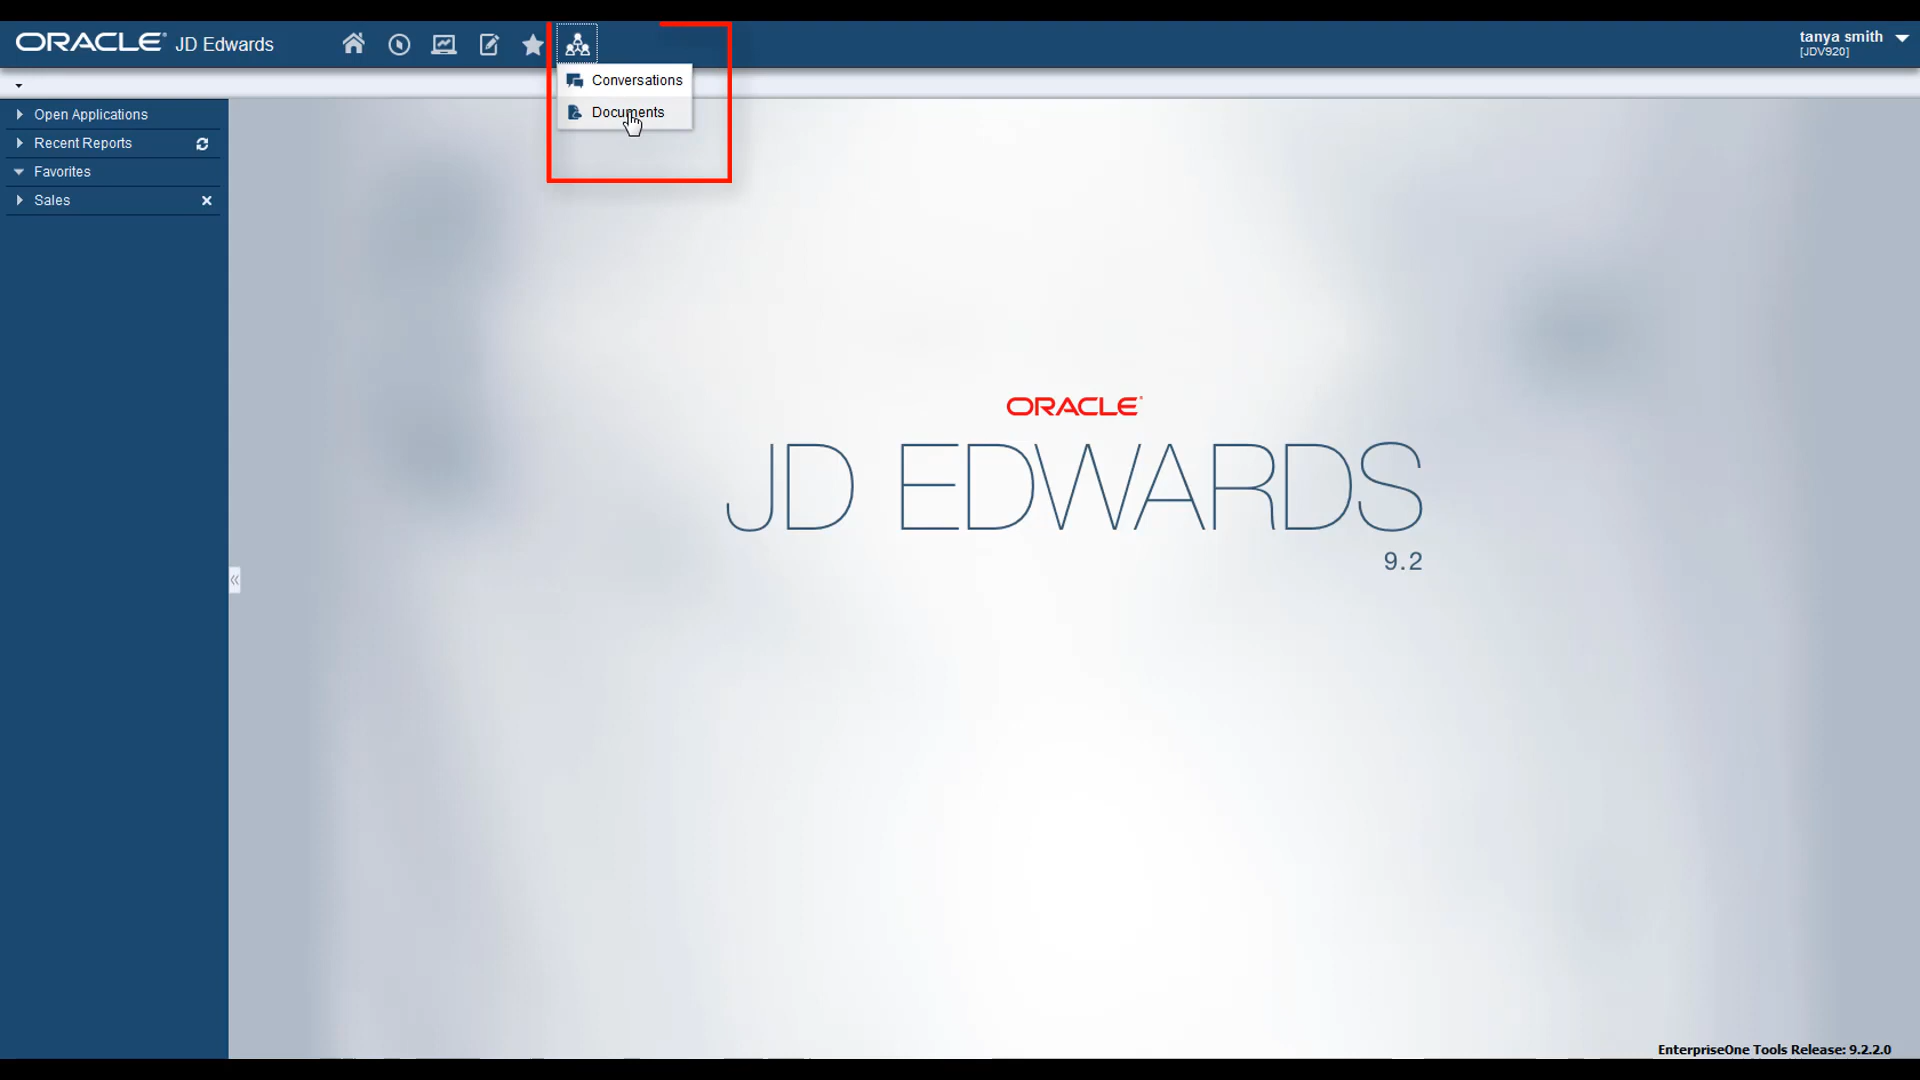 ORACLE® JD Edwards
tanya smith
[JDV920]
Conversations
Documents
Open Applications
Recent Reports
Favorites
Sales
ORACLE®
JD EDWARDS
9.2
EnterpriseOne Tools Release: 9.2.2.0